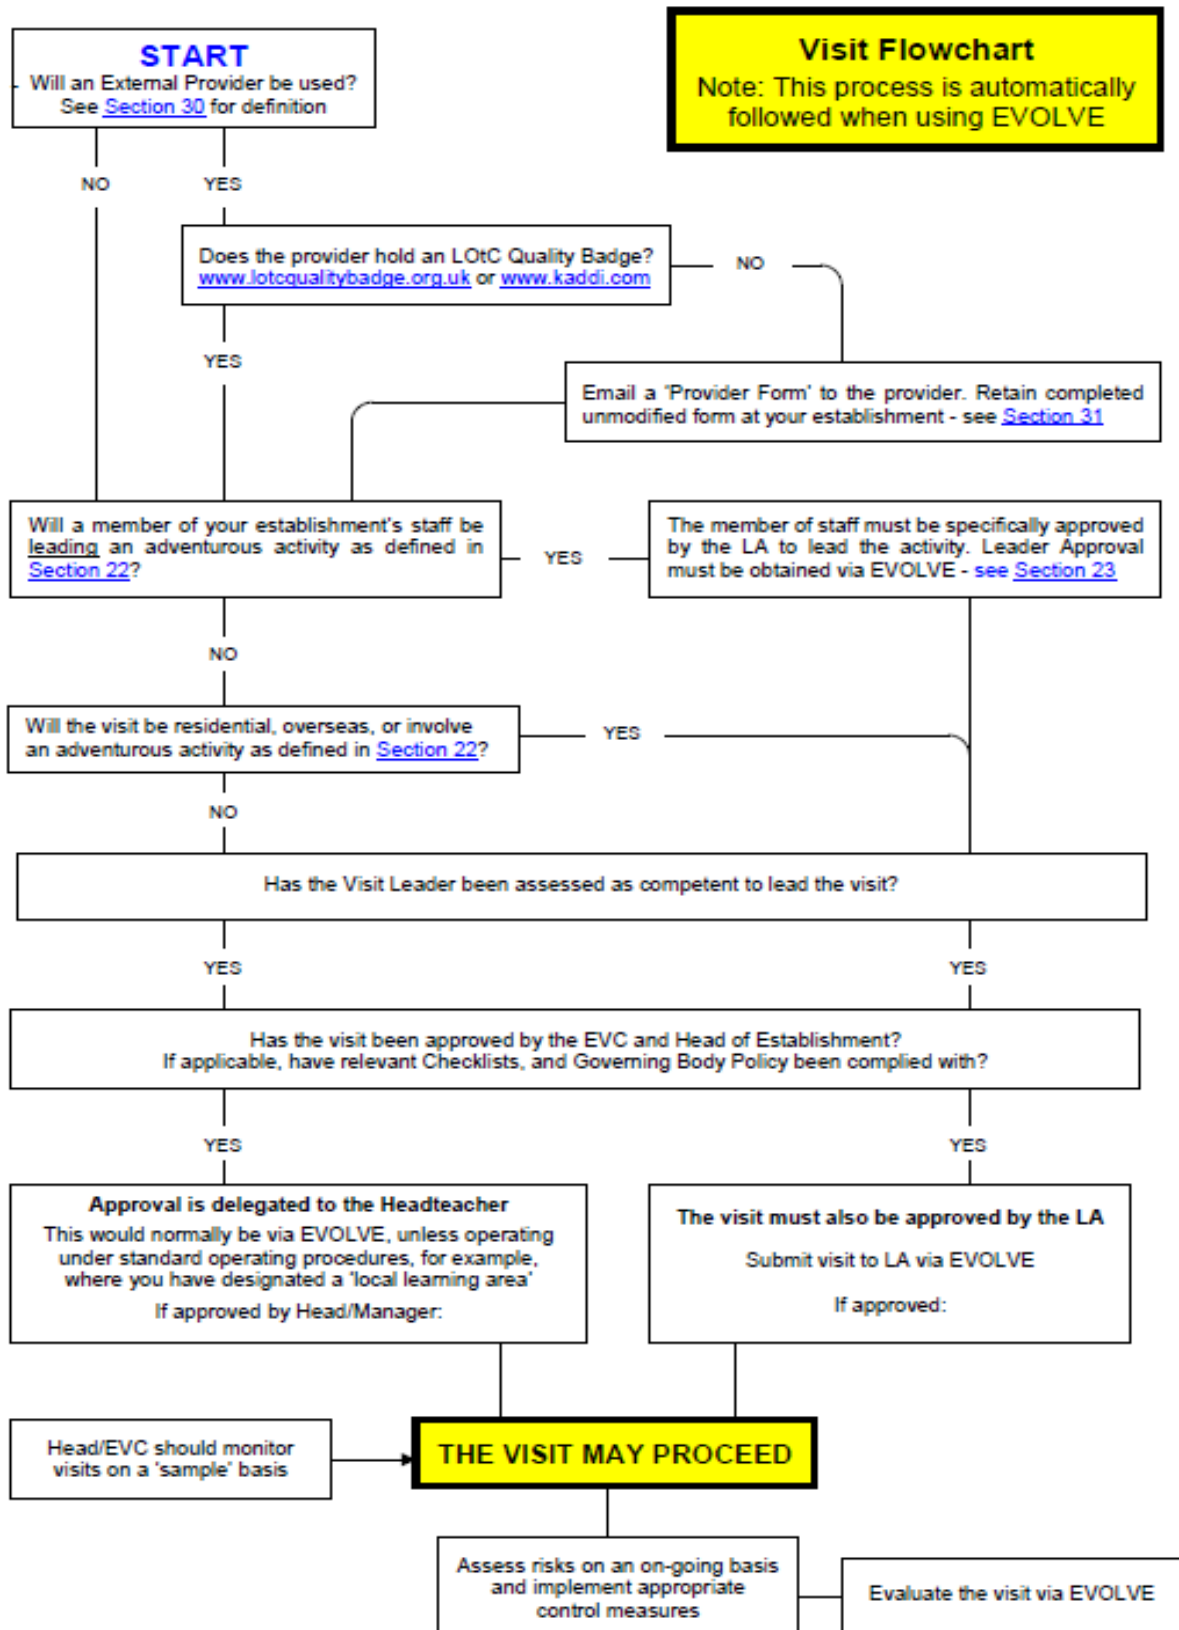 START
Will an External Provider be used?
See Section 30 for definition
Visit Flowchart
Note: This process is automatically
followed when using EVOLVE
NO
YES
Does the provider hold an LOtC Quality Badge?
www.lotcqualitybadge.org.uk or www.kaddi.com
NO
YES
Email a 'Provider Form' to the provider. Retain completed
unmodified form at your establishment - see Section 31
Will a member of your establishment's staff be
leading an adventurous activity as defined in
Section 22?
YES
The member of staff must be specifically approved
by the LA to lead the activity. Leader Approval
must be obtained via EVOLVE - see Section 23
NO
Will the visit be residential, overseas, or involve
an adventurous activity as defined in Section 22?
YES
NO
Has the Visit Leader been assessed as competent to lead the visit?
YES
YES
Has the visit been approved by the EVC and Head of Establishment?
If applicable, have relevant Checklists, and Governing Body Policy been complied with?
YES
YES
Approval is delegated to the Headteacher
This would normally be via EVOLVE, unless operating
under standard operating procedures, for example,
where you have designated a 'local learning area'
If approved by Head/Manager:
The visit must also be approved by the LA
Submit visit to LA via EVOLVE
If approved:
Head/EVC should monitor
visits on a 'sample' basis
THE VISIT MAY PROCEED
Assess risks on an on-going basis
and implement appropriate
control measures
Evaluate the visit via EVOLVE